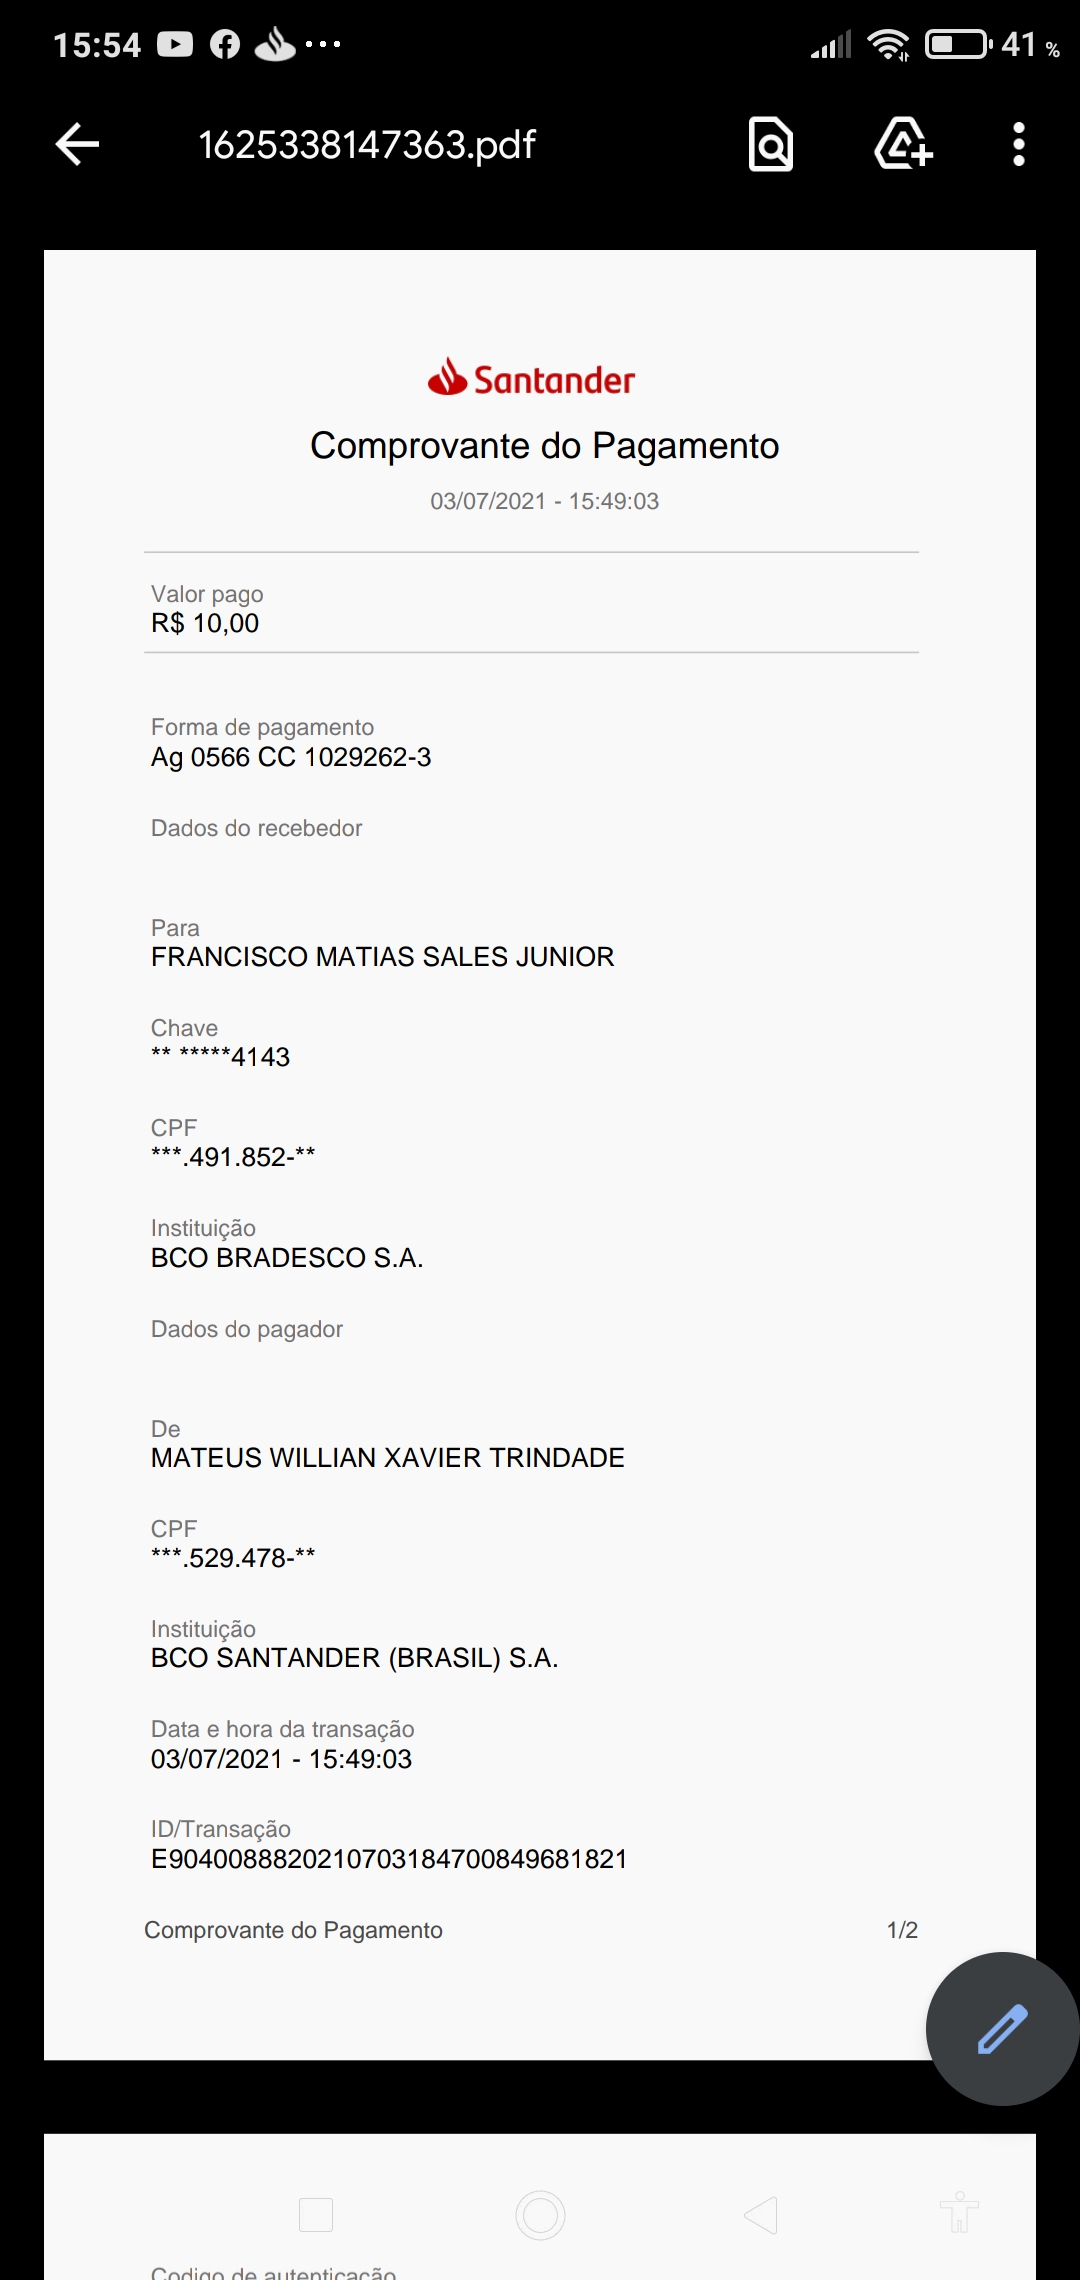 15:54
41 %
1625338147363.pdf
Santander
Comprovante do Pagamento
03/07/2021 - 15:49:03
Valor pago
R$ 10,00
Forma de pagamento
Ag 0566 CC 1029262-3
Dados do recebedor
Para
FRANCISCO MATIAS SALES JUNIOR
Chave
** *****4143
CPF
***.491.852-**
Instituição
BCO BRADESCO S.A.
Dados do pagador
De
MATEUS WILLIAN XAVIER TRINDADE
CPF
***.529.478-**
Instituição
BCO SANTANDER (BRASIL) S.A.
Data e hora da transação
03/07/2021 - 15:49:03
ID/Transação
E9040088820210703184700849681821
Comprovante do Pagamento 1/2
Codigo de autenticação